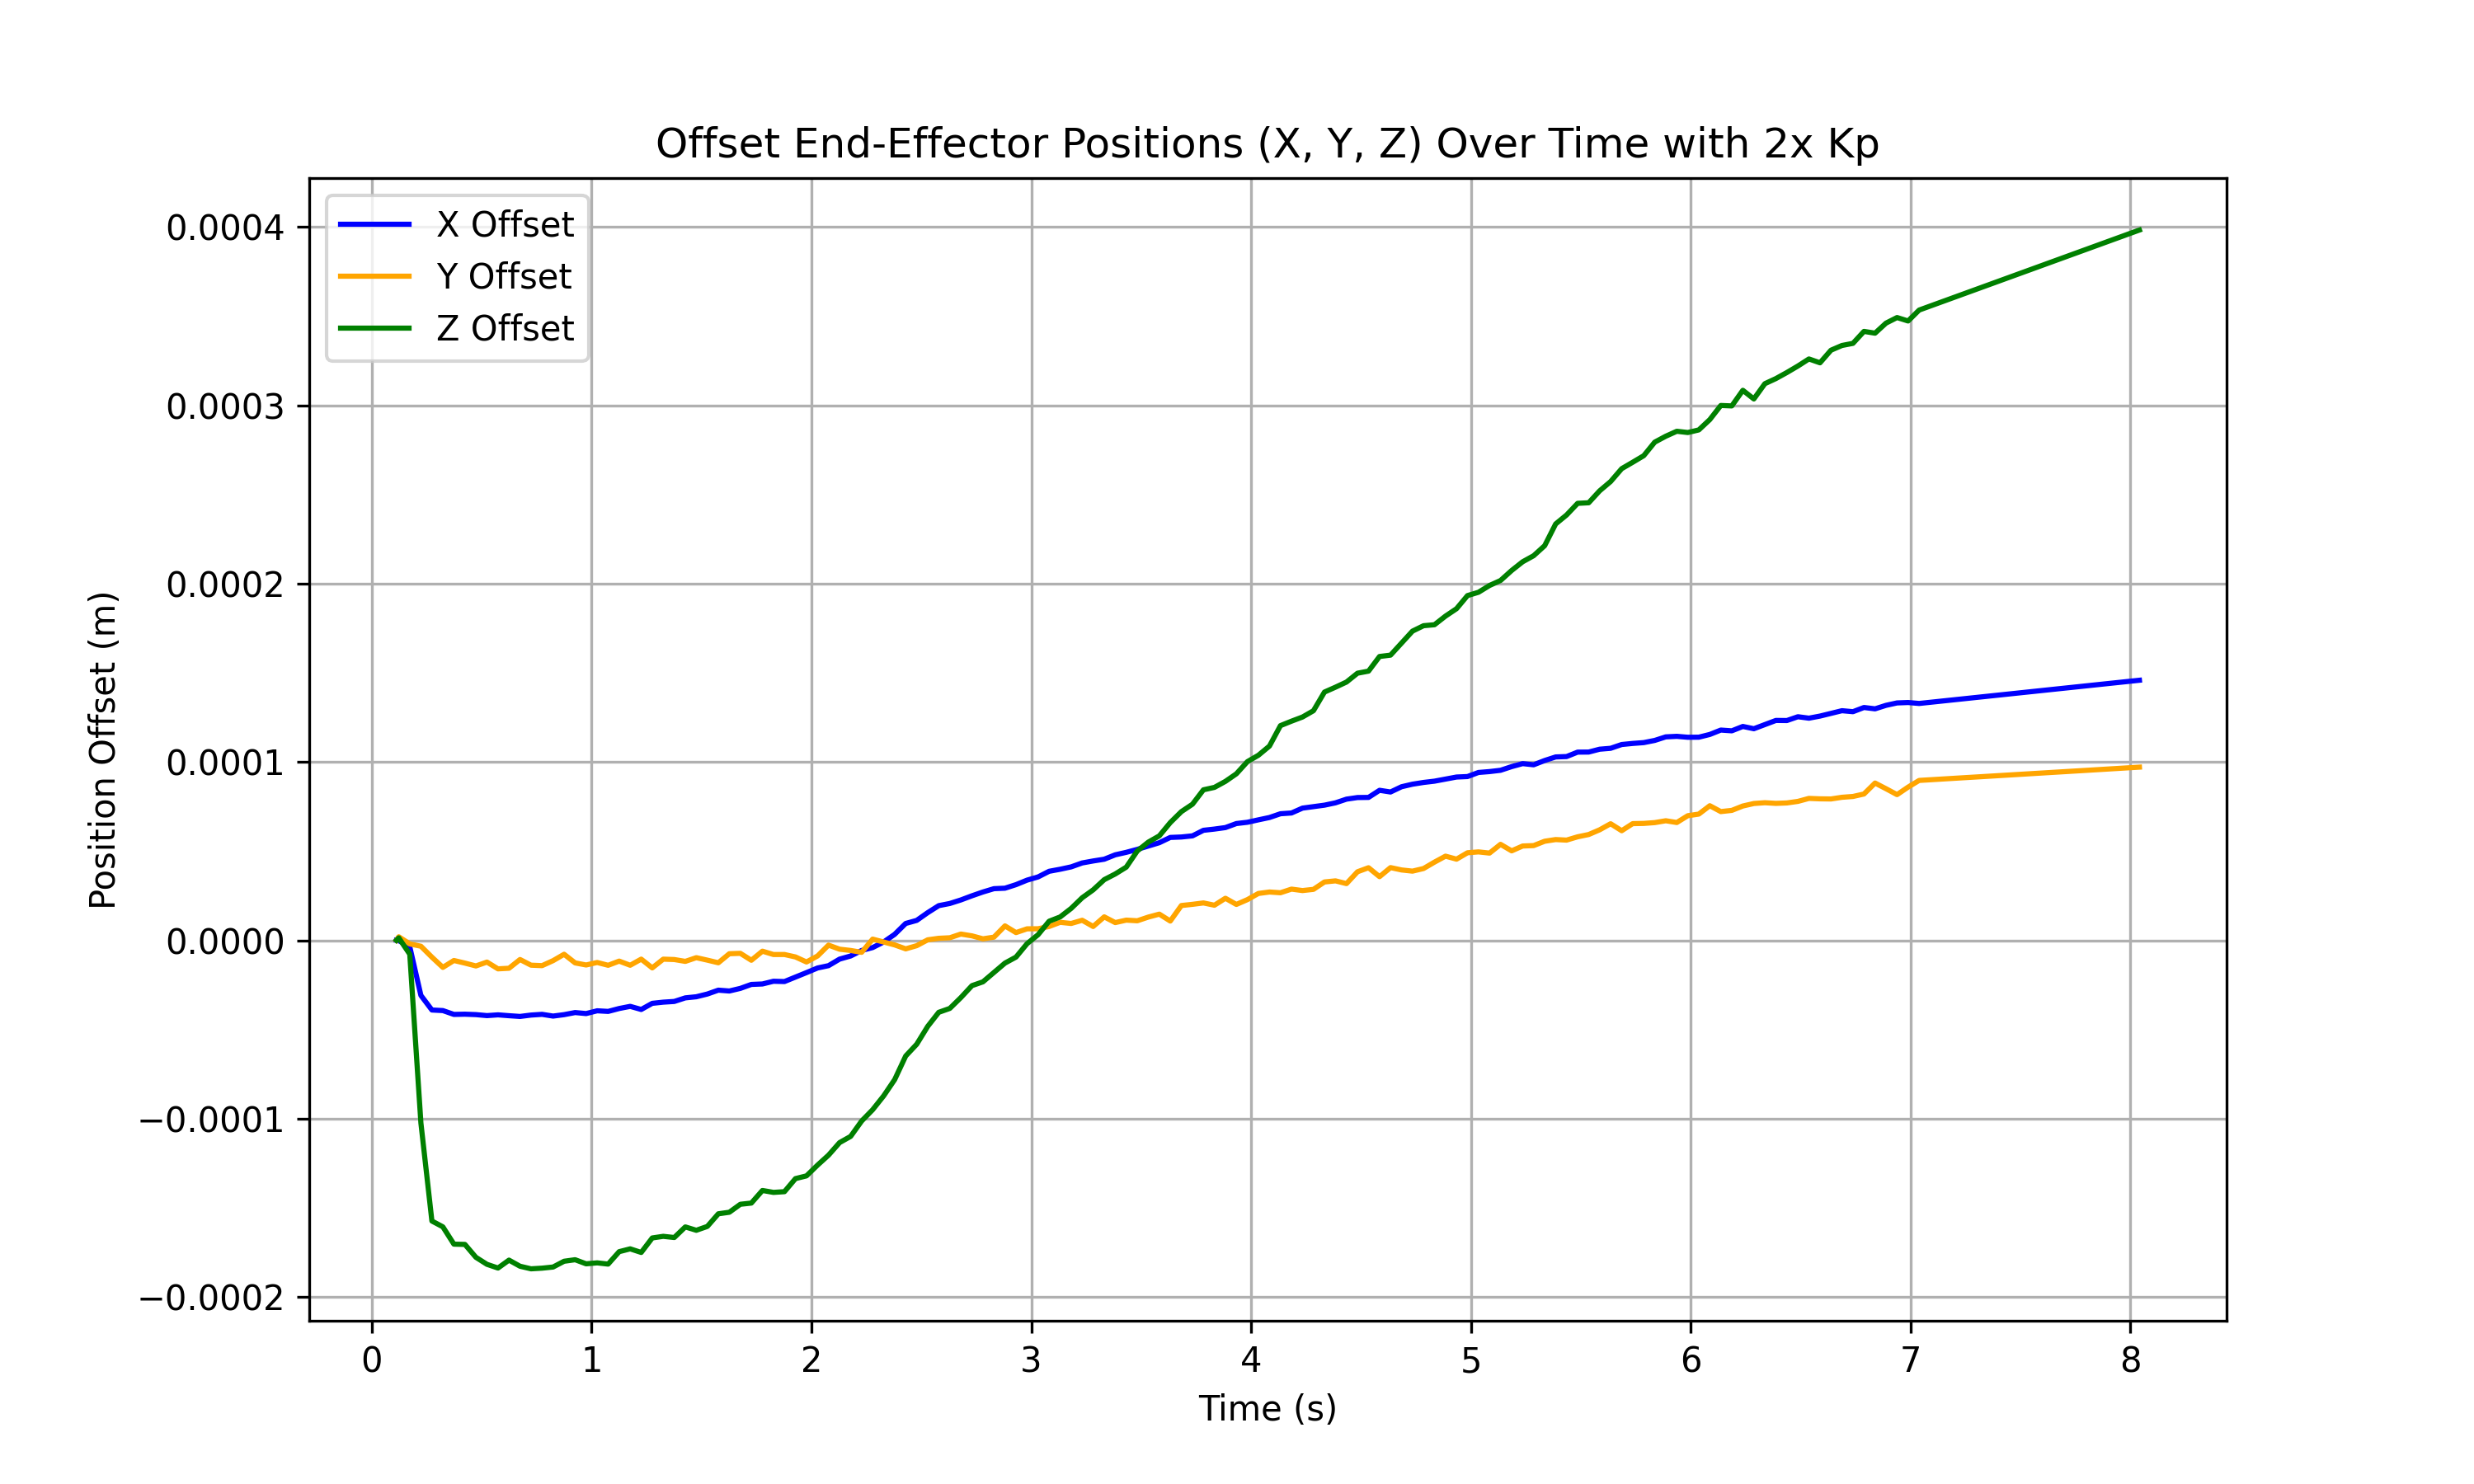 Offset End-Effector Positions (X, Y, Z) Over Time with 2x Kp
X Offset
Y Offset
Z Offset
Position Offset (m)
0.0004
0.0003
0.0002
0.0001
0.0000
−0.0001
−0.0002
0 1 2 3 4 5 6 7 8
Time (s)